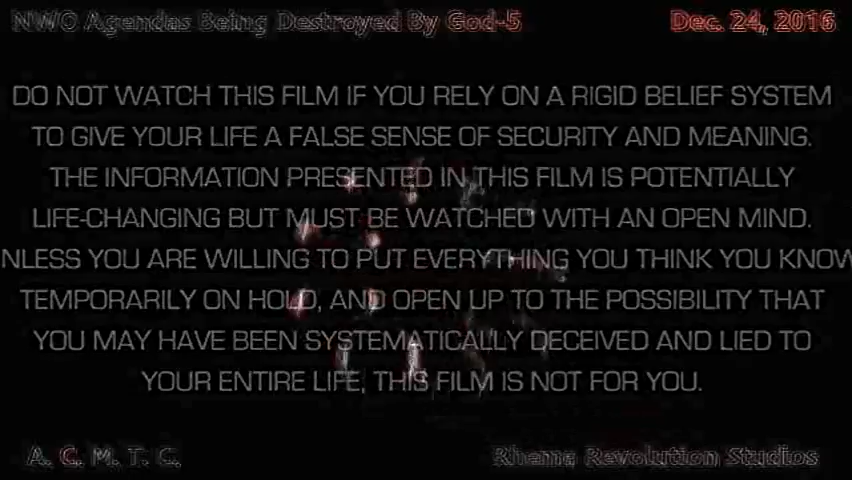 NWO Agendas Being Destroyed By God-5
Dec. 24, 2016
DO NOT WATCH THIS FILM IF YOU RELY ON A RIGID BELIEF SYSTEM
TO GIVE YOUR LIFE A FALSE SENSE OF SECURITY AND MEANING.
THE INFORMATION PRESENTED IN THIS FILM IS POTENTIALLY
LIFE-CHANGING BUT MUST BE WATCHED WITH AN OPEN MIND.
NLESS YOU ARE WILLING TO PUT EVERYTHING YOU THINK YOU KNOW
TEMPORARILY ON HOLD, AND OPEN UP TO THE POSSIBILITY THAT
YOU MAY HAVE BEEN SYSTEMATICALLY DECEIVED AND LIED TO
YOUR ENTIRE LIFE, THIS FILM IS NOT FOR YOU.
A. C. M. T. C.
Rhema Revolution Studios